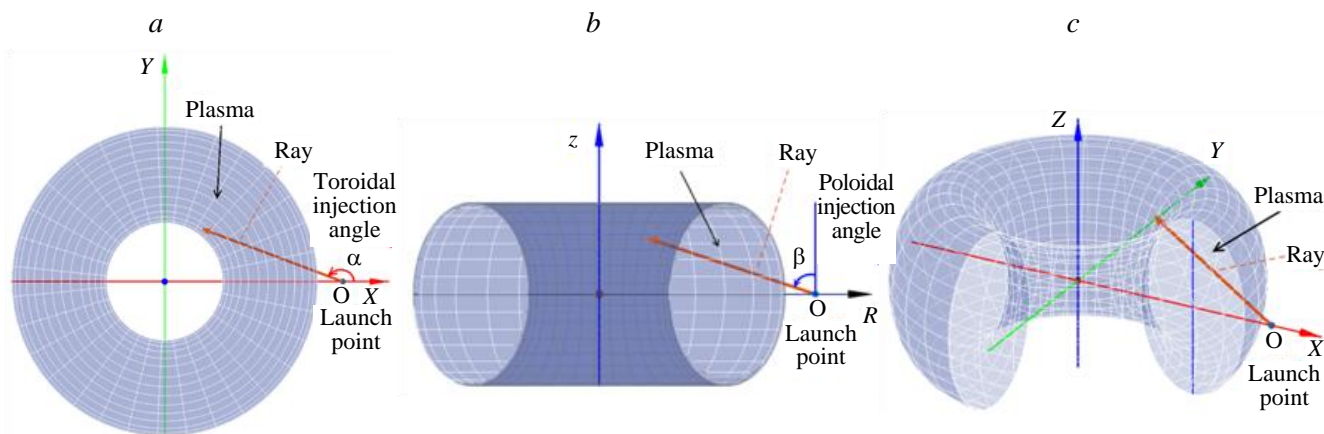 a
Y
Plasma
Ray
Toroidal
injection
angle
α
O
X
Launch
point
b
z
Plasma
Ray
Poloidal
injection
angle
β
O
R
Launch
point
c
Z
Y
Plasma
Ray
O
X
Launch
point